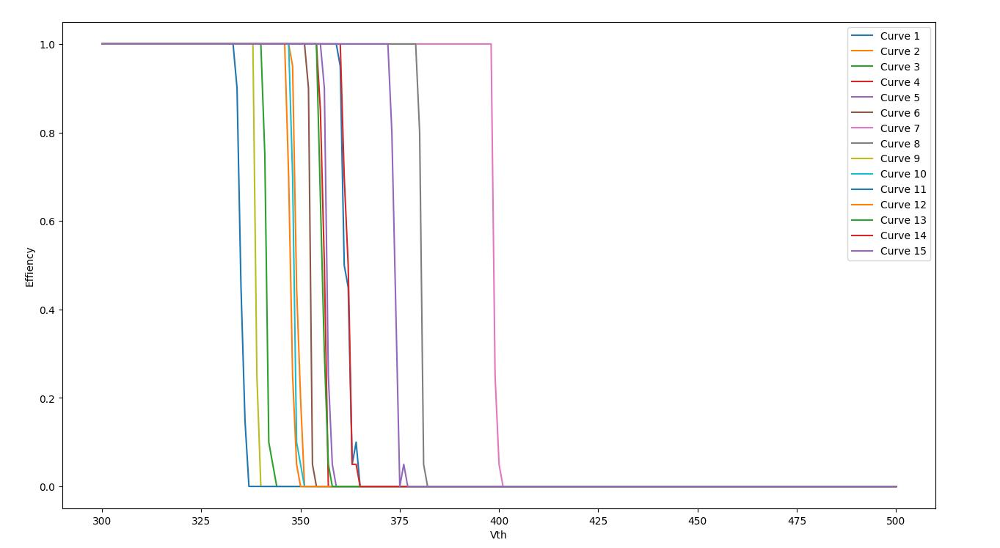 1.0
0.8
0.6
0.4
0.2
0.0
Effiency
300 325 350 375 400 425 450 475 500
Vth
Curve 1
Curve 2
Curve 3
Curve 4
Curve 5
Curve 6
Curve 7
Curve 8
Curve 9
Curve 10
Curve 11
Curve 12
Curve 13
Curve 14
Curve 15